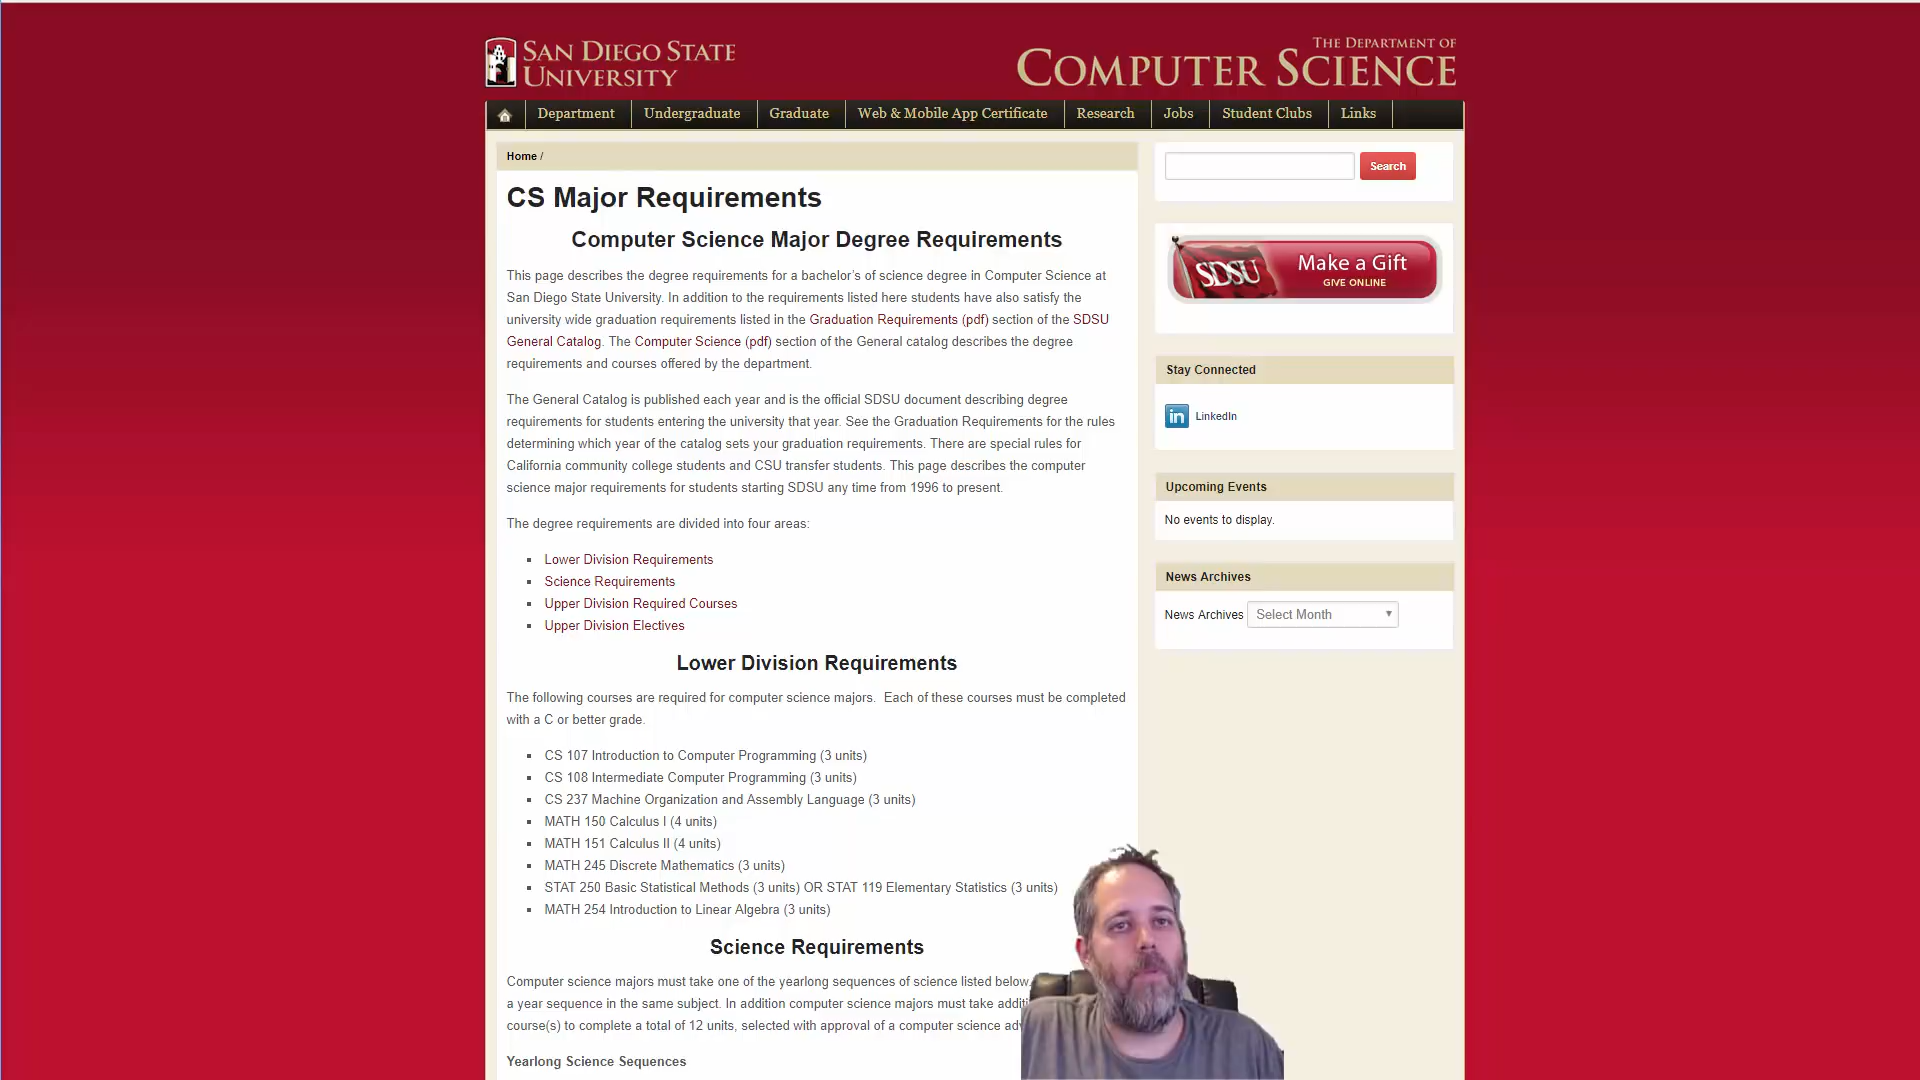 SAN DIEGO STATE
UNIVERSITY
THE DEPARTMENT OF
COMPUTER SCIENCE
Department Undergraduate Graduate Web & Mobile App Certificate Research Jobs Student Clubs Links
Home /
CS Major Requirements
Computer Science Major Degree Requirements
This page describes the degree requirements for a bachelor's of science degree in Computer Science at
San Diego State University. In addition to the requirements listed here students have also satisfy the
university wide graduation requirements listed in the Graduation Requirements (pdf) section of the SDSU
General Catalog. The Computer Science (pdf) section of the General catalog describes the degree
requirements and courses offered by the department.
The General Catalog is published each year and is the official SDSU document describing degree
requirements for students entering the university that year. See the Graduation Requirements for the rules
determining which year of the catalog sets your graduation requirements. There are special rules for
California community college students and CSU transfer students. This page describes the computer
science major requirements for students starting SDSU any time from 1996 to present.
The degree requirements are divided into four areas:
Lower Division Requirements
Science Requirements
Upper Division Required Courses
Upper Division Electives
Lower Division Requirements
The following courses are required for computer science majors. Each of these courses must be completed
with a C or better grade.
CS 107 Introduction to Computer Programming (3 units)
CS 108 Intermediate Computer Programming (3 units)
CS 237 Machine Organization and Assembly Language (3 units)
MATH 150 Calculus I (4 units)
MATH 151 Calculus II (4 units)
MATH 245 Discrete Mathematics (3 units)
STAT 250 Basic Statistical Methods (3 units) OR STAT 119 Elementary Statistics (3 units)
MATH 254 Introduction to Linear Algebra (3 units)
Science Requirements
Computer science majors must take one of the yearlong sequences of science listed below.
a year sequence in the same subject. In addition computer science majors must take
course(s) to complete a total of 12 units, selected with approval of a computer science
Yearlong Science Sequences
Search
SDSU
Make a Gift
GIVE ONLINE
Stay Connected
in LinkedIn
Upcoming Events
No events to display.
News Archives
News Archives Select Month